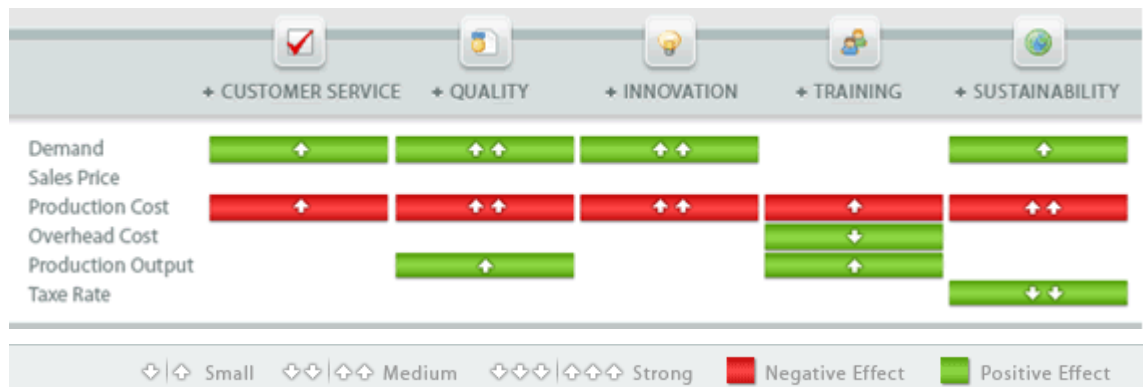 + CUSTOMER SERVICE + QUALITY + INNOVATION + TRAINING + SUSTAINABILITY
Demand
Sales Price
Production Cost
Overhead Cost
Production Output
Taxe Rate
Small Medium Strong Negative Effect Positive Effect